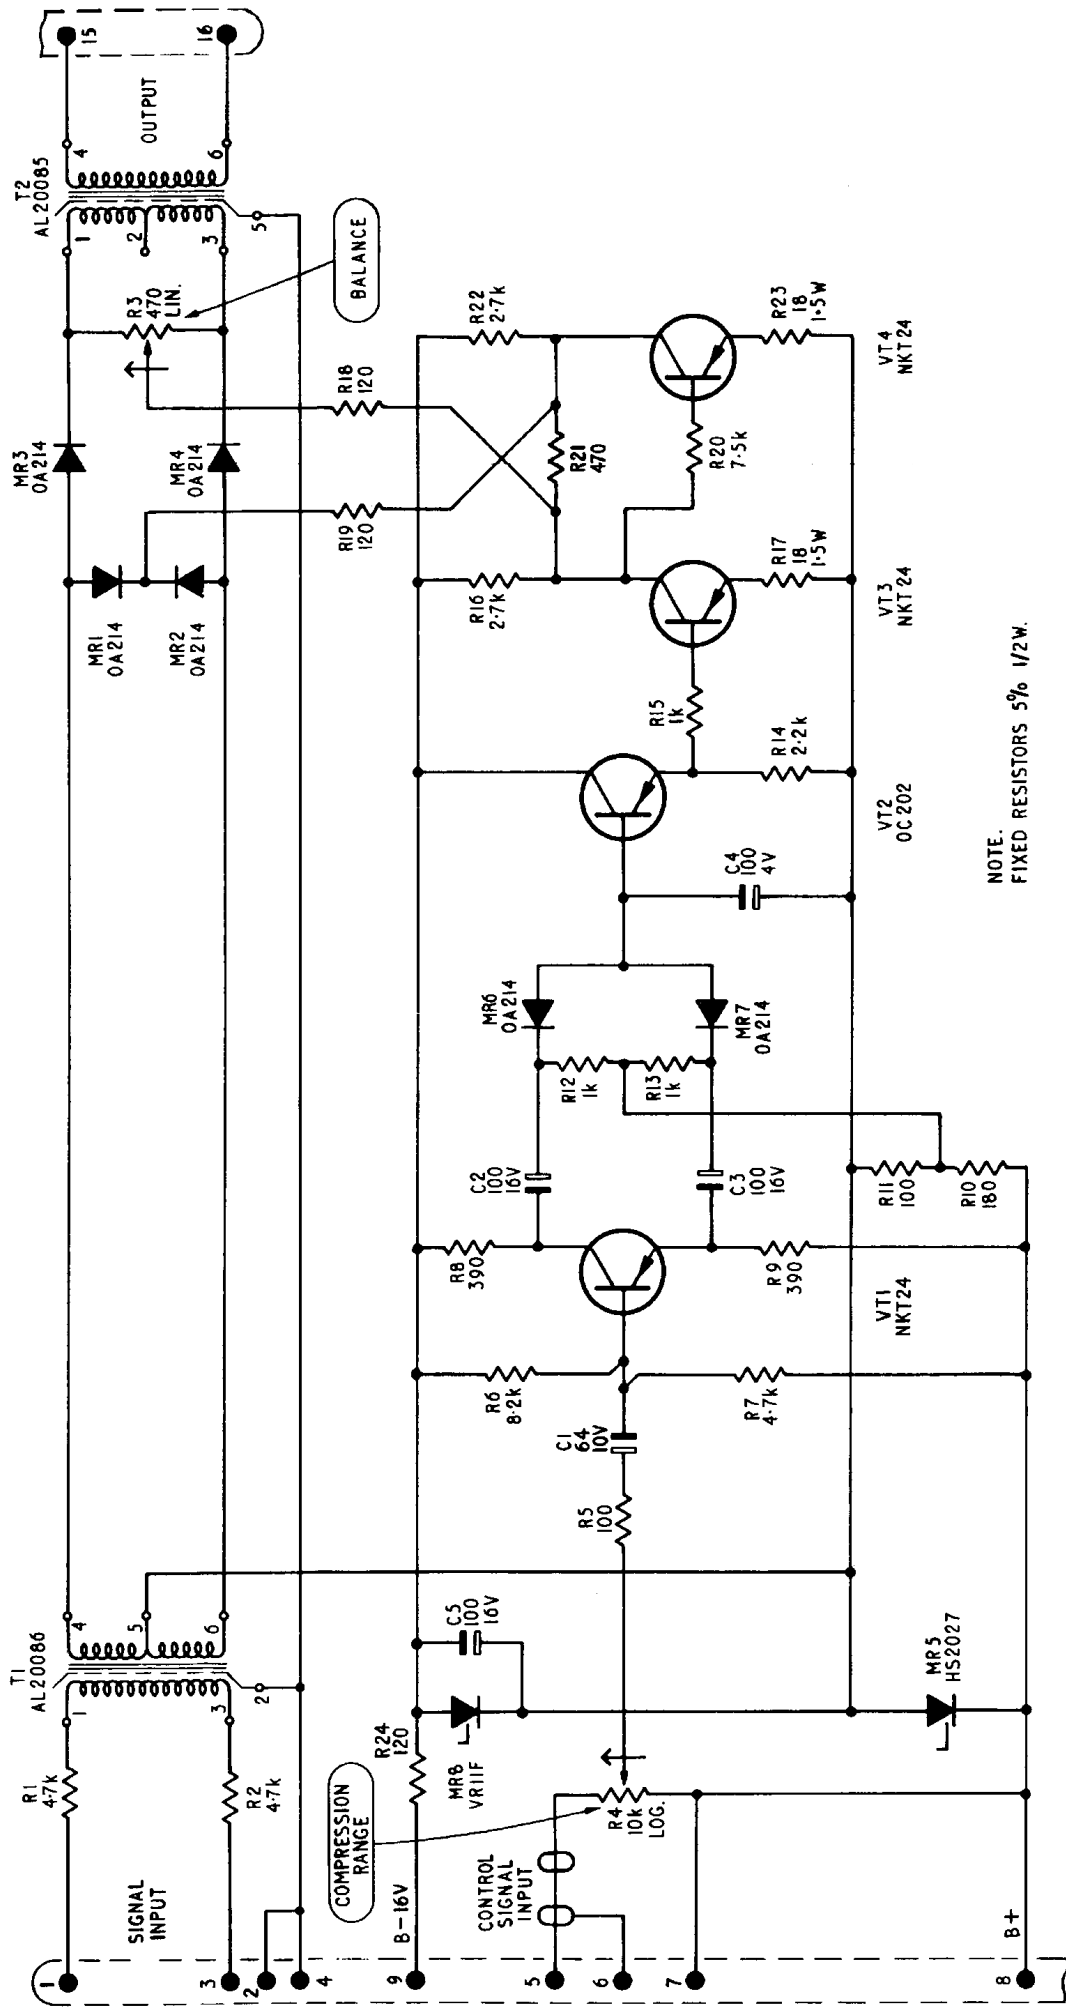 T1
AL20086
T2
AL20085
SIGNAL
INPUT
OUTPUT
R1
4.7k
R2
4.7k
1
3
2
4
9
5
6
7
8
1
3
2
4
5
6
1
2
3
5
4
6
15
16
MR1
OA214
MR2
OA214
MR3
OA214
MR4
OA214
R3
470
LIN.
BALANCE
R18
120
R19
120
COMPRESSION
RANGE
B-16V
R24
120
MR8
VR11F
C5
100
16V
CONTROL
SIGNAL
INPUT
R4
10k
LOG.
R5
100
C1
64
10V
R6
8.2k
R7
4.7k
R8
390
R9
390
VT1
NKT24
C2
100
16V
C3
100
16V
R12
1k
R13
1k
R11
100
R10
180
MR6
OA214
MR7
OA214
C4
100
4V
VT2
OC202
R14
2.2k
R15
1k
R16
2.7k
R17
18
1.5W
VT3
NKT24
R21
470
R20
7.5k
R22
2.7k
R23
18
1.5W
VT4
NKT24
MR5
HS2027
B+
NOTE.
FIXED RESISTORS 5% 1/2W.